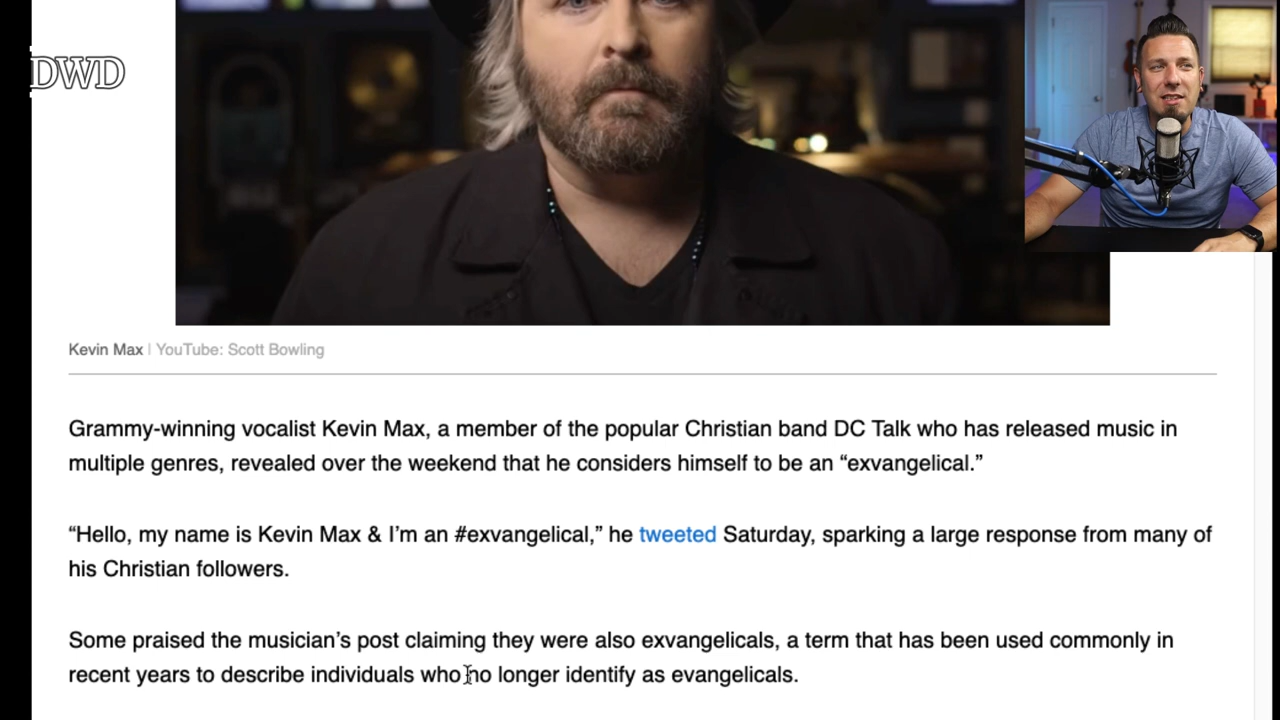 DWD
Kevin Max | YouTube: Scott Bowling
Grammy-winning vocalist Kevin Max, a member of the popular Christian band DC Talk who has released music in
multiple genres, revealed over the weekend that he considers himself to be an “exvangelical.”
“Hello, my name is Kevin Max & I’m an #exvangelical,” he tweeted Saturday, sparking a large response from many of
his Christian followers.
Some praised the musician’s post claiming they were also exvangelicals, a term that has been used commonly in
recent years to describe individuals who no longer identify as evangelicals.